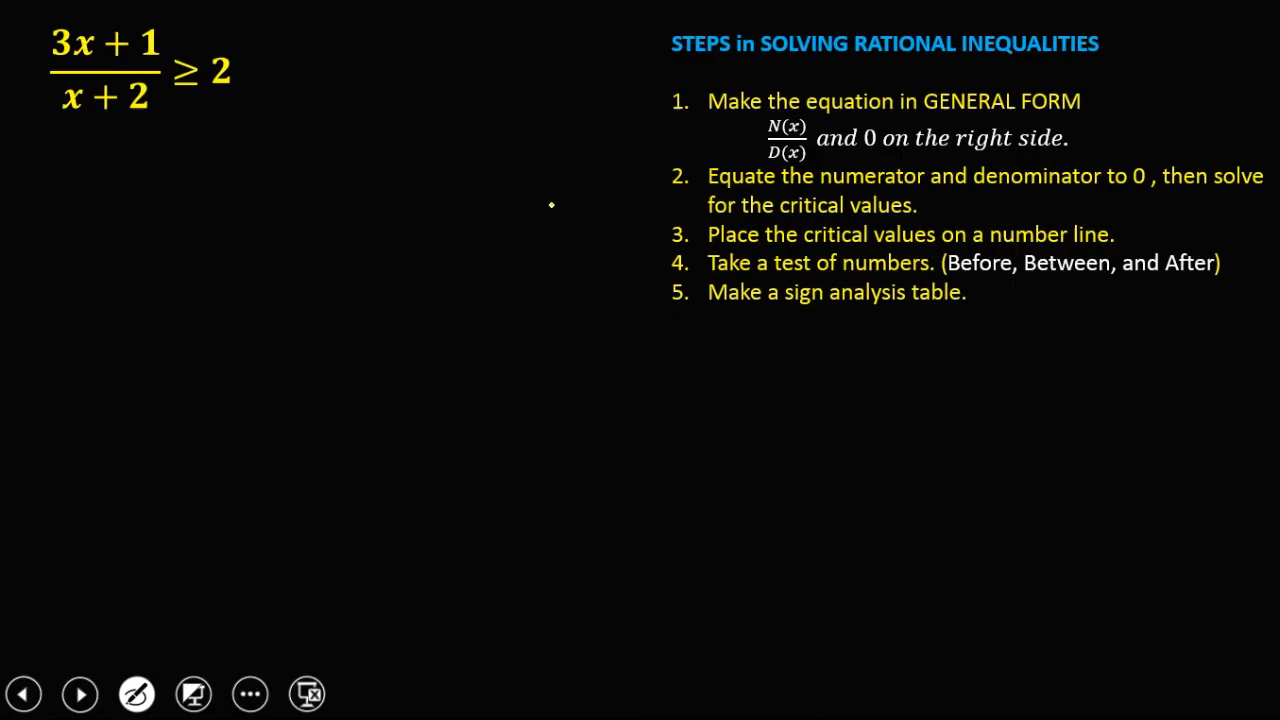 3x + 1
x + 2
≥ 2
STEPS in SOLVING RATIONAL INEQUALITIES
1. Make the equation in GENERAL FORM
N(x)
D(x)
and 0 on the right side.
2. Equate the numerator and denominator to 0 , then solve
for the critical values.
3. Place the critical values on a number line.
4. Take a test of numbers. (Before, Between, and After)
5. Make a sign analysis table.